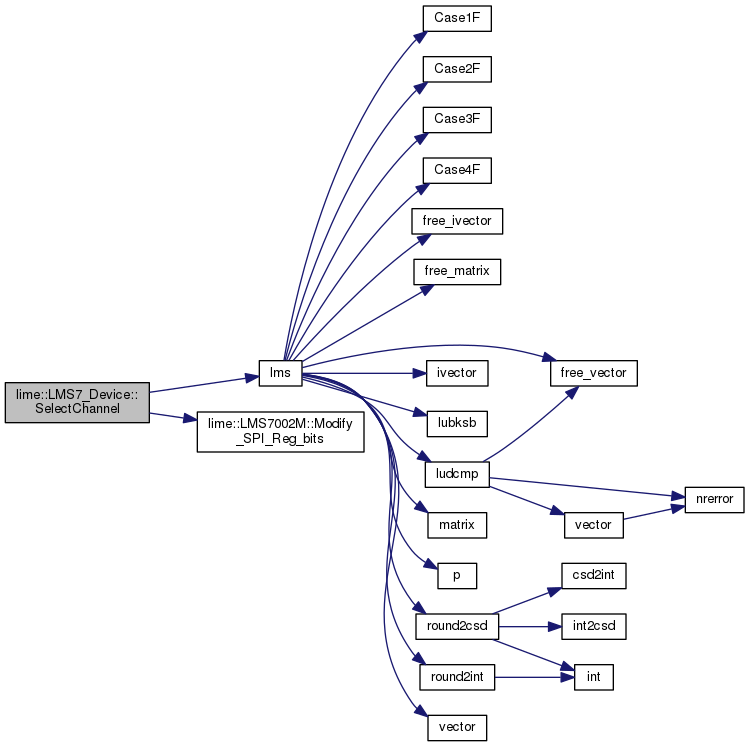 Case1F
Case2F
Case3F
Case4F
free_ivector
free_matrix
lms
ivector
free_vector
lime::LMS7_Device::
SelectChannel
lime::LMS7002M::Modify
_SPI_Reg_bits
lubksb
ludcmp
nrerror
matrix
vector
p
csd2int
round2csd
int2csd
round2int
int
vector